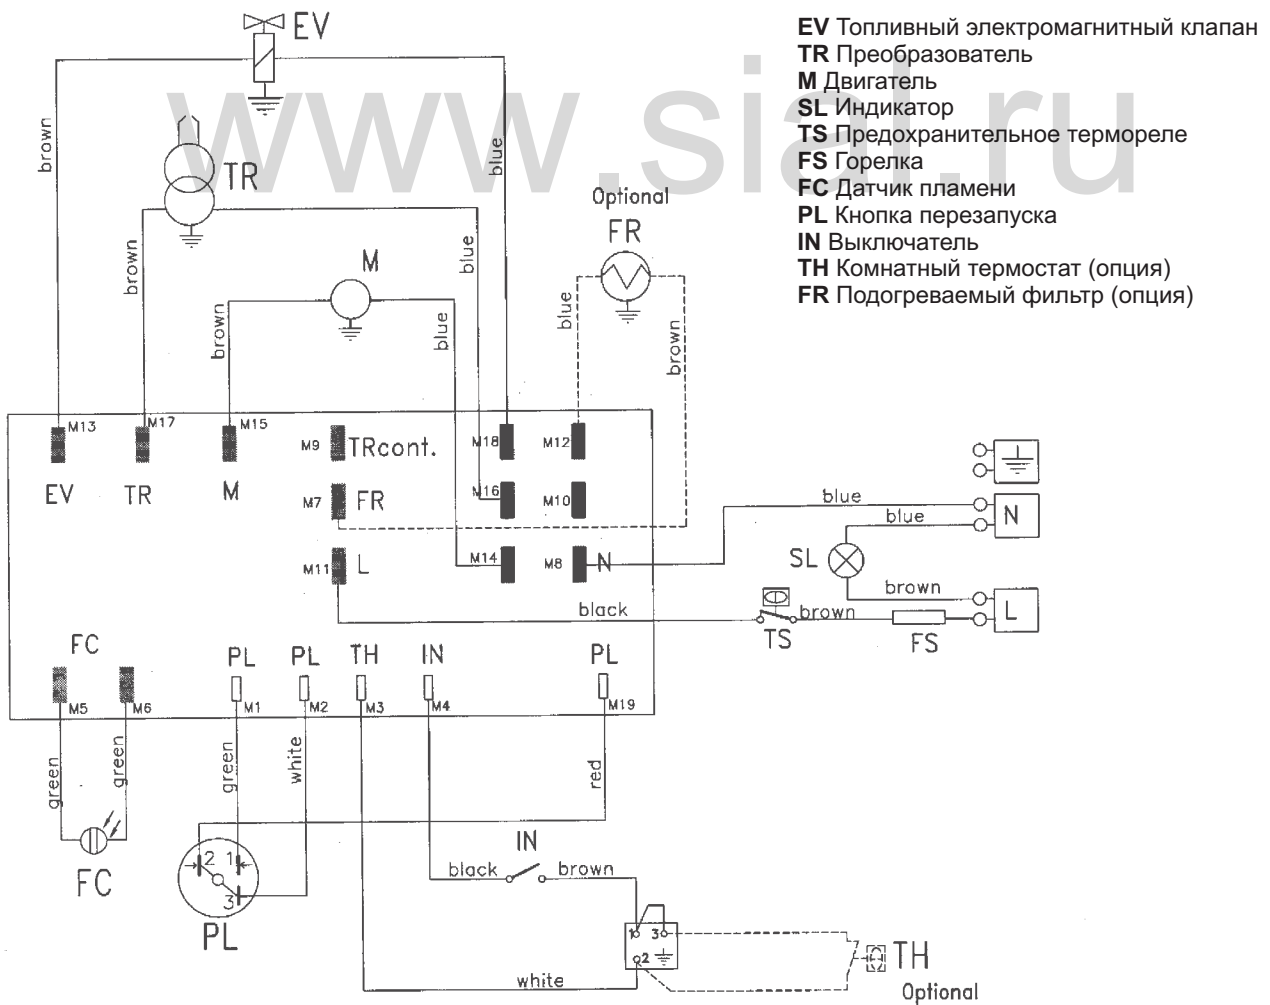 www.sial.ru
EV
EV Топливный электромагнитный клапан
TR Преобразователь
M Двигатель
SL Индикатор
TS Предохранительное термореле
FS Горелка
FC Датчик пламени
PL Кнопка перезапуска
IN Выключатель
TH Комнатный термостат (опция)
FR Подогреваемый фильтр (опция)
brown
blue
TR
Optional
FR
brown
blue
M
brown
blue
blue
brown
M13
M17
M15
M9
TRcont.
M18
M12
EV
TR
M
M7
FR
M16
M10
blue
N
blue
M11
L
M14
M8
N
SL
brown
black
TS
brown
FS
L
FC
PL
PL
TH
IN
PL
M5
M6
M1
M2
M3
M4
M19
green
green
green
white
red
FC
2
1
3
PL
IN
black
brown
1
3
2
TH
white
Optional